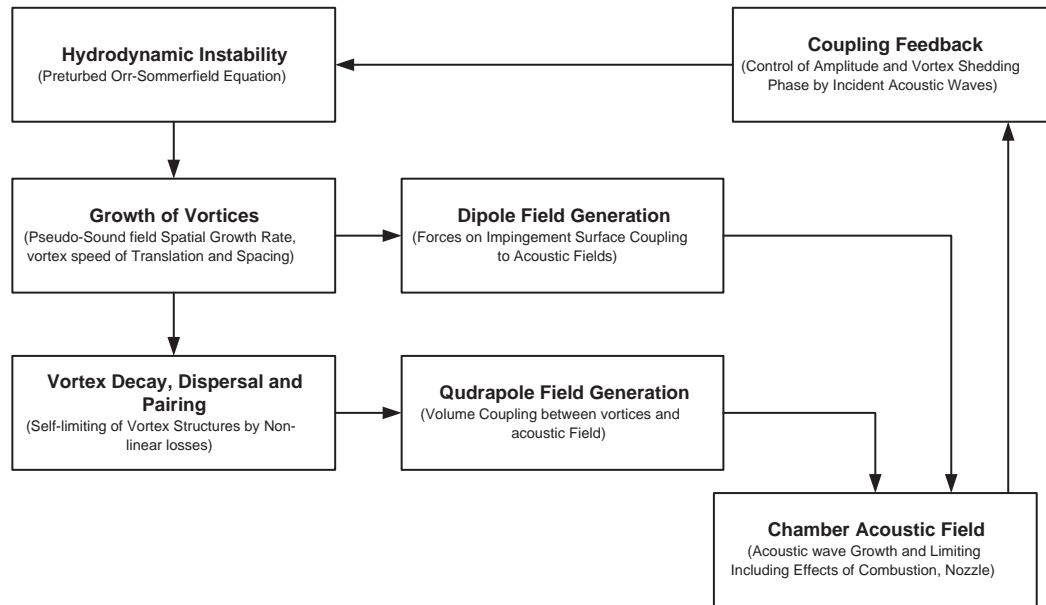 Hydrodynamic Instability
(Preturbed Orr-Sommerfield Equation)
Coupling Feedback
(Control of Amplitude and Vortex Shedding
Phase by Incident Acoustic Waves)
Growth of Vortices
(Pseudo-Sound field Spatial Growth Rate,
vortex speed of Translation and Spacing)
Dipole Field Generation
(Forces on Impingement Surface Coupling
to Acoustic Fields)
Vortex Decay, Dispersal and
Pairing
(Self-limiting of Vortex Structures by Non-
linear losses)
Qudrapole Field Generation
(Volume Coupling between vortices and
acoustic Field)
Chamber Acoustic Field
(Acoustic wave Growth and Limiting
Including Effects of Combustion, Nozzle)